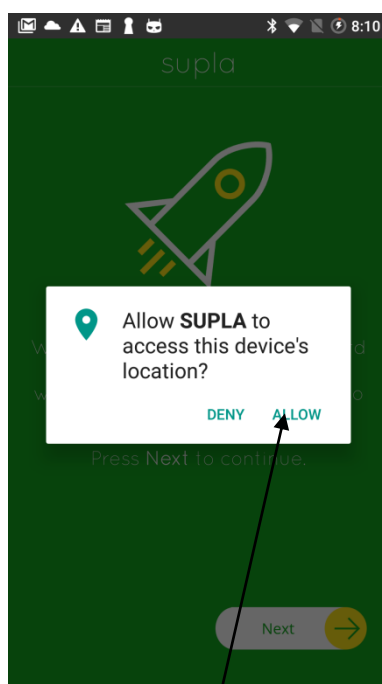 8:10
supla
Allow SUPLA to
access this device's
location?
DENY ALLOW
Press Next to continue.
Next